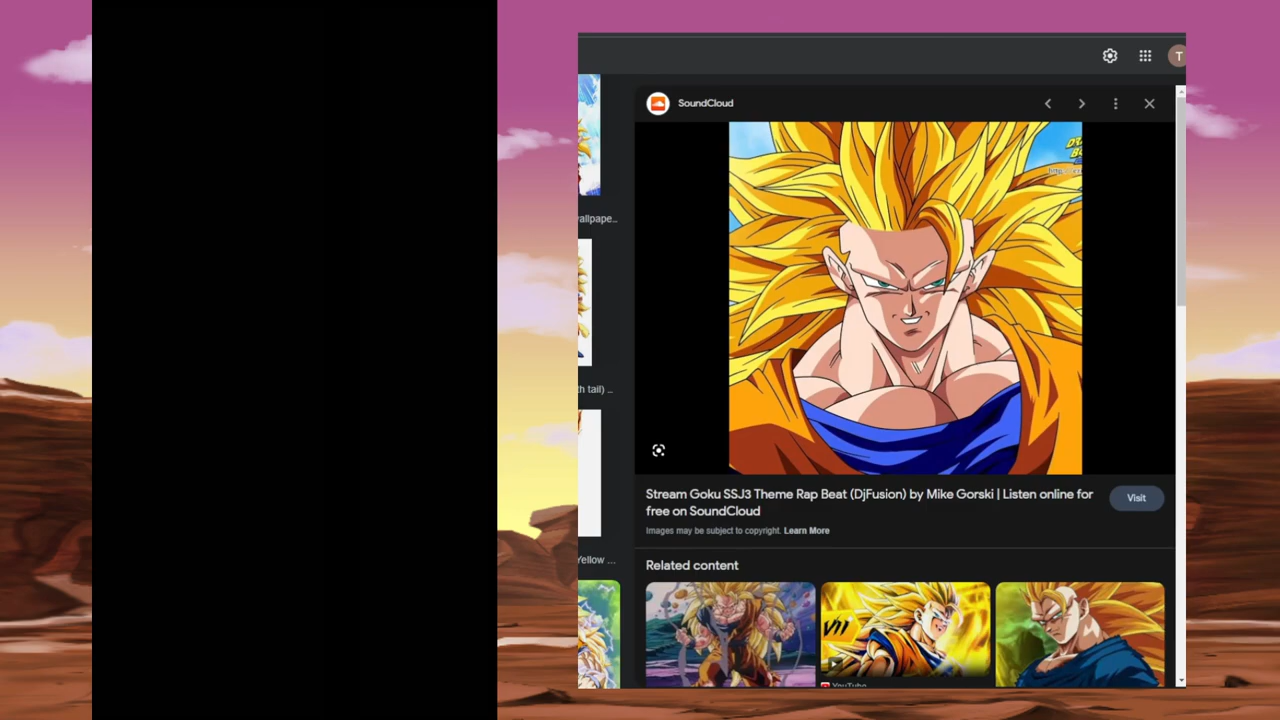 T
SoundCloud
allpape...
th tail) ...
Yellow ...
Stream Goku SSJ3 Theme Rap Beat (DjFusion) by Mike Gorski | Listen online for
free on SoundCloud
Visit
Images may be subject to copyright. Learn More
Related content
YouTube